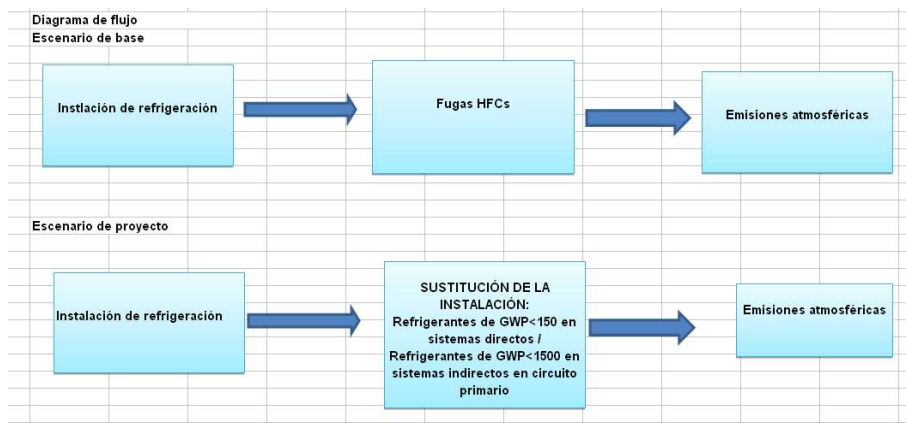 Diagrama de flujo
Escenario de base
Instlación de refrigeración
Fugas HFCs
Emisiones atmosféricas
Escenario de proyecto
Instalación de refrigeración
SUSTITUCIÓN DE LA
INSTALACIÓN:
Refrigerantes de GWP<150 en
sistemas directos /
Refrigerantes de GWP<1500 en
sistemas indirectos en circuito
primario
Emisiones atmosféricas